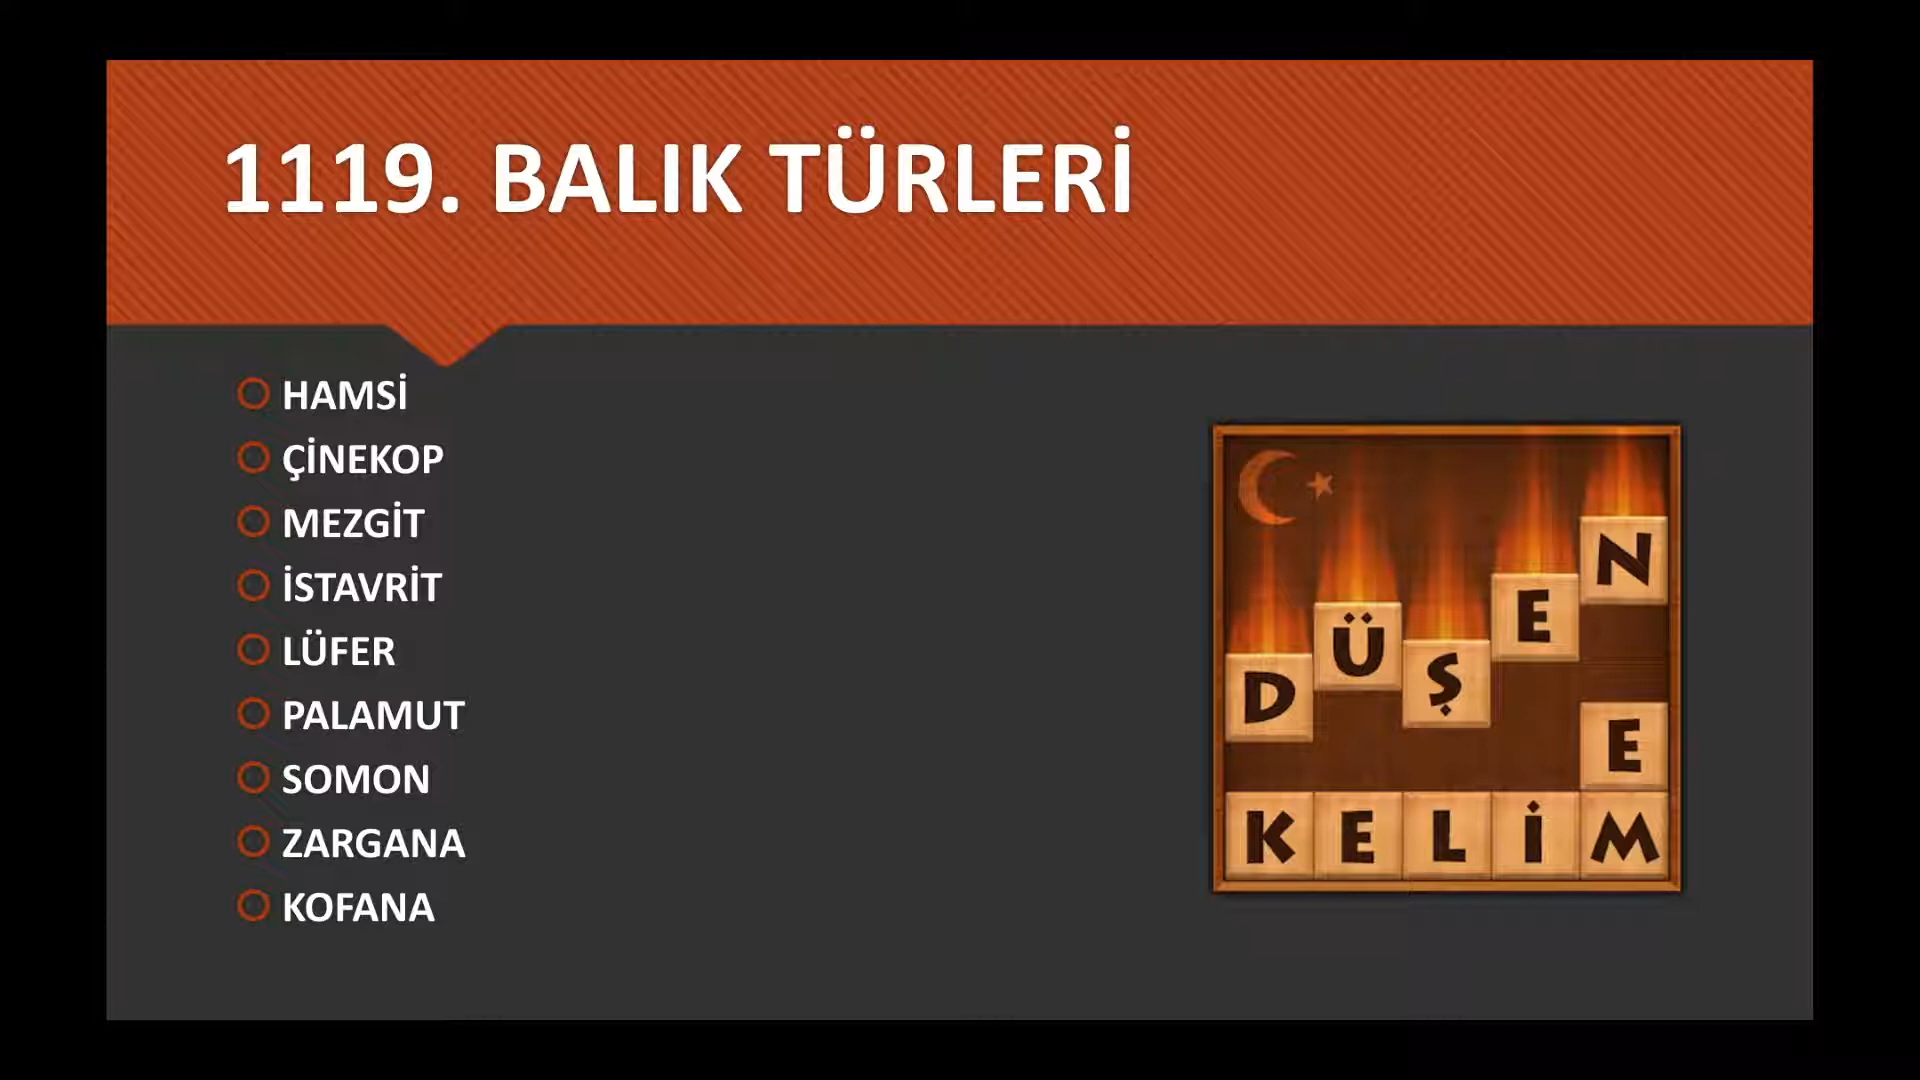 1119. BALIK TÜRLERİ
HAMSİ
ÇİNEKOP
MEZGİT
İSTAVRİT
LÜFER
PALAMUT
SOMON
ZARGANA
KOFANA
DÜŞEN
KELİME